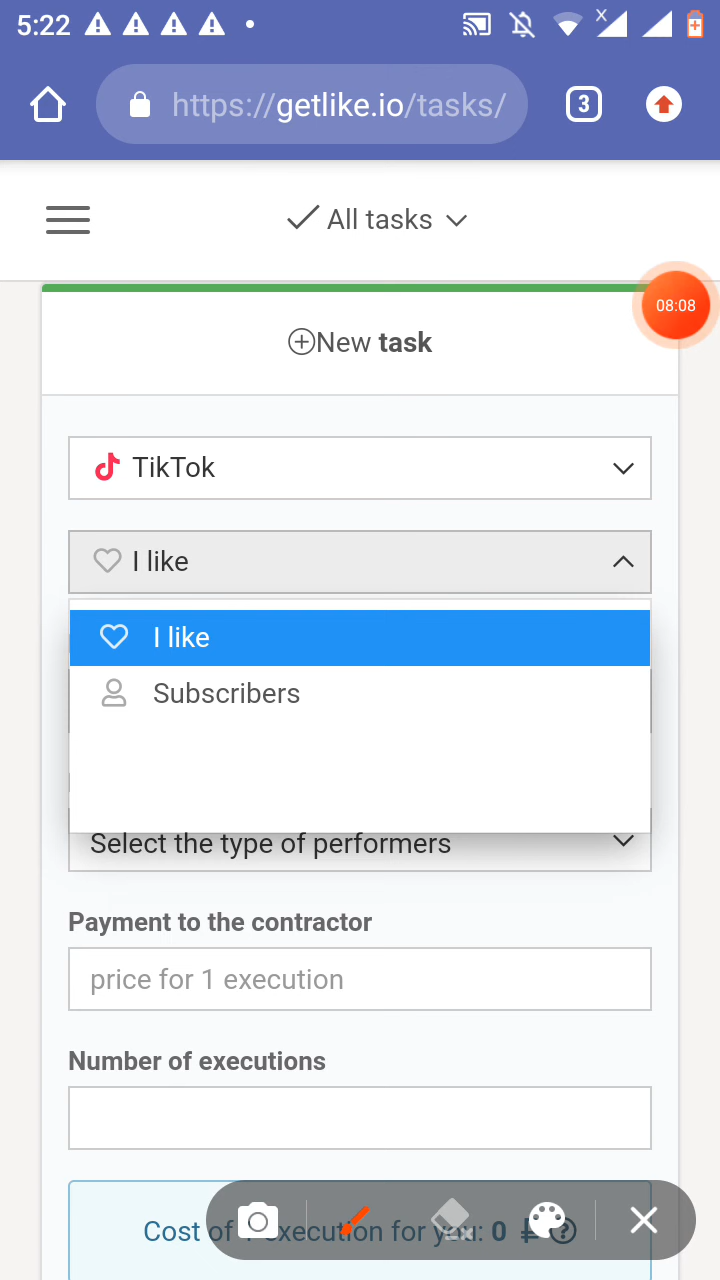 5:22
3
https://getlike.io/tasks/
All tasks
08:08
New task
TikTok
I like
I like
Subscribers
Select the type of performers
Payment to the contractor
price for 1 execution
Number of executions
Cost of 1 execution for you: 0 ₽